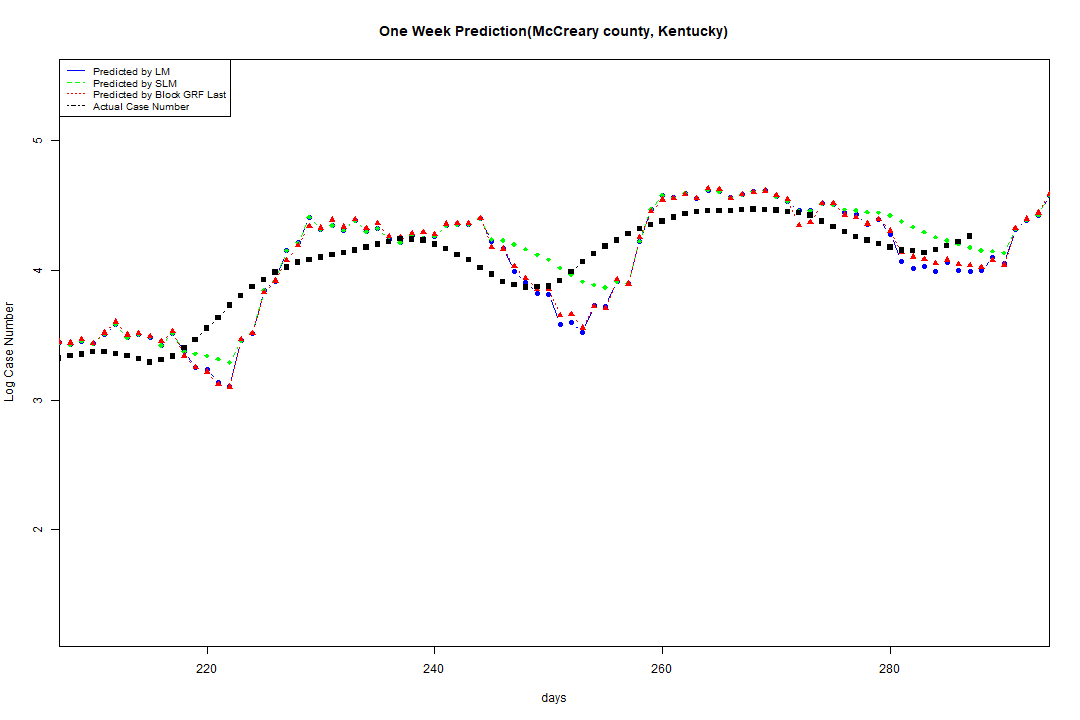 One Week Prediction(McCreary county, Kentucky)
Predicted by LM
Predicted by SLM
Predicted by Block GRF Last
Actual Case Number
5
4
3
2
Log Case Number
220
240
260
280
days